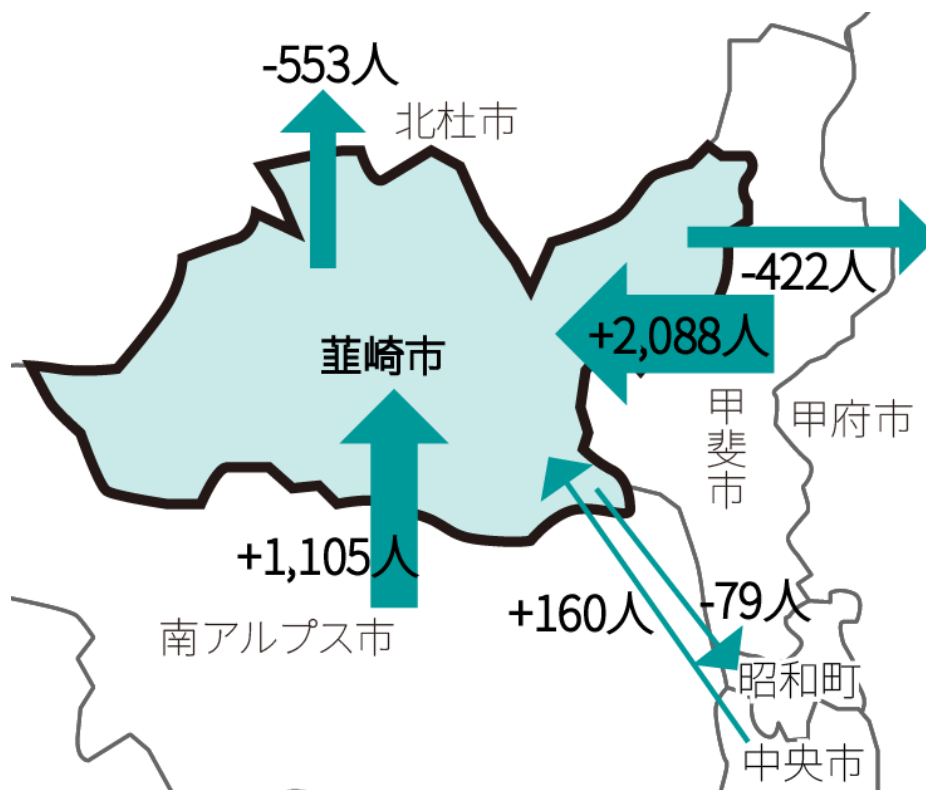 -553人
北杜市
-422人
+2,088人
韮崎市
甲斐市
甲府市
+1,105人
南アルプス市
+160人
-79人
昭和町
中央市